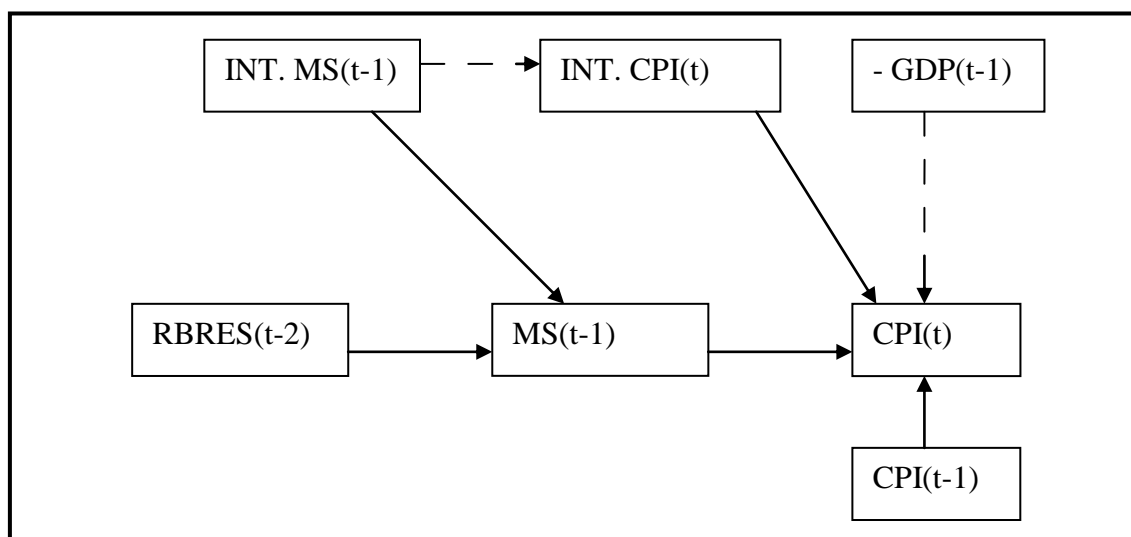 INT. MS(t-1)
INT. CPI(t)
- GDP(t-1)
RBRES(t-2)
MS(t-1)
CPI(t)
CPI(t-1)